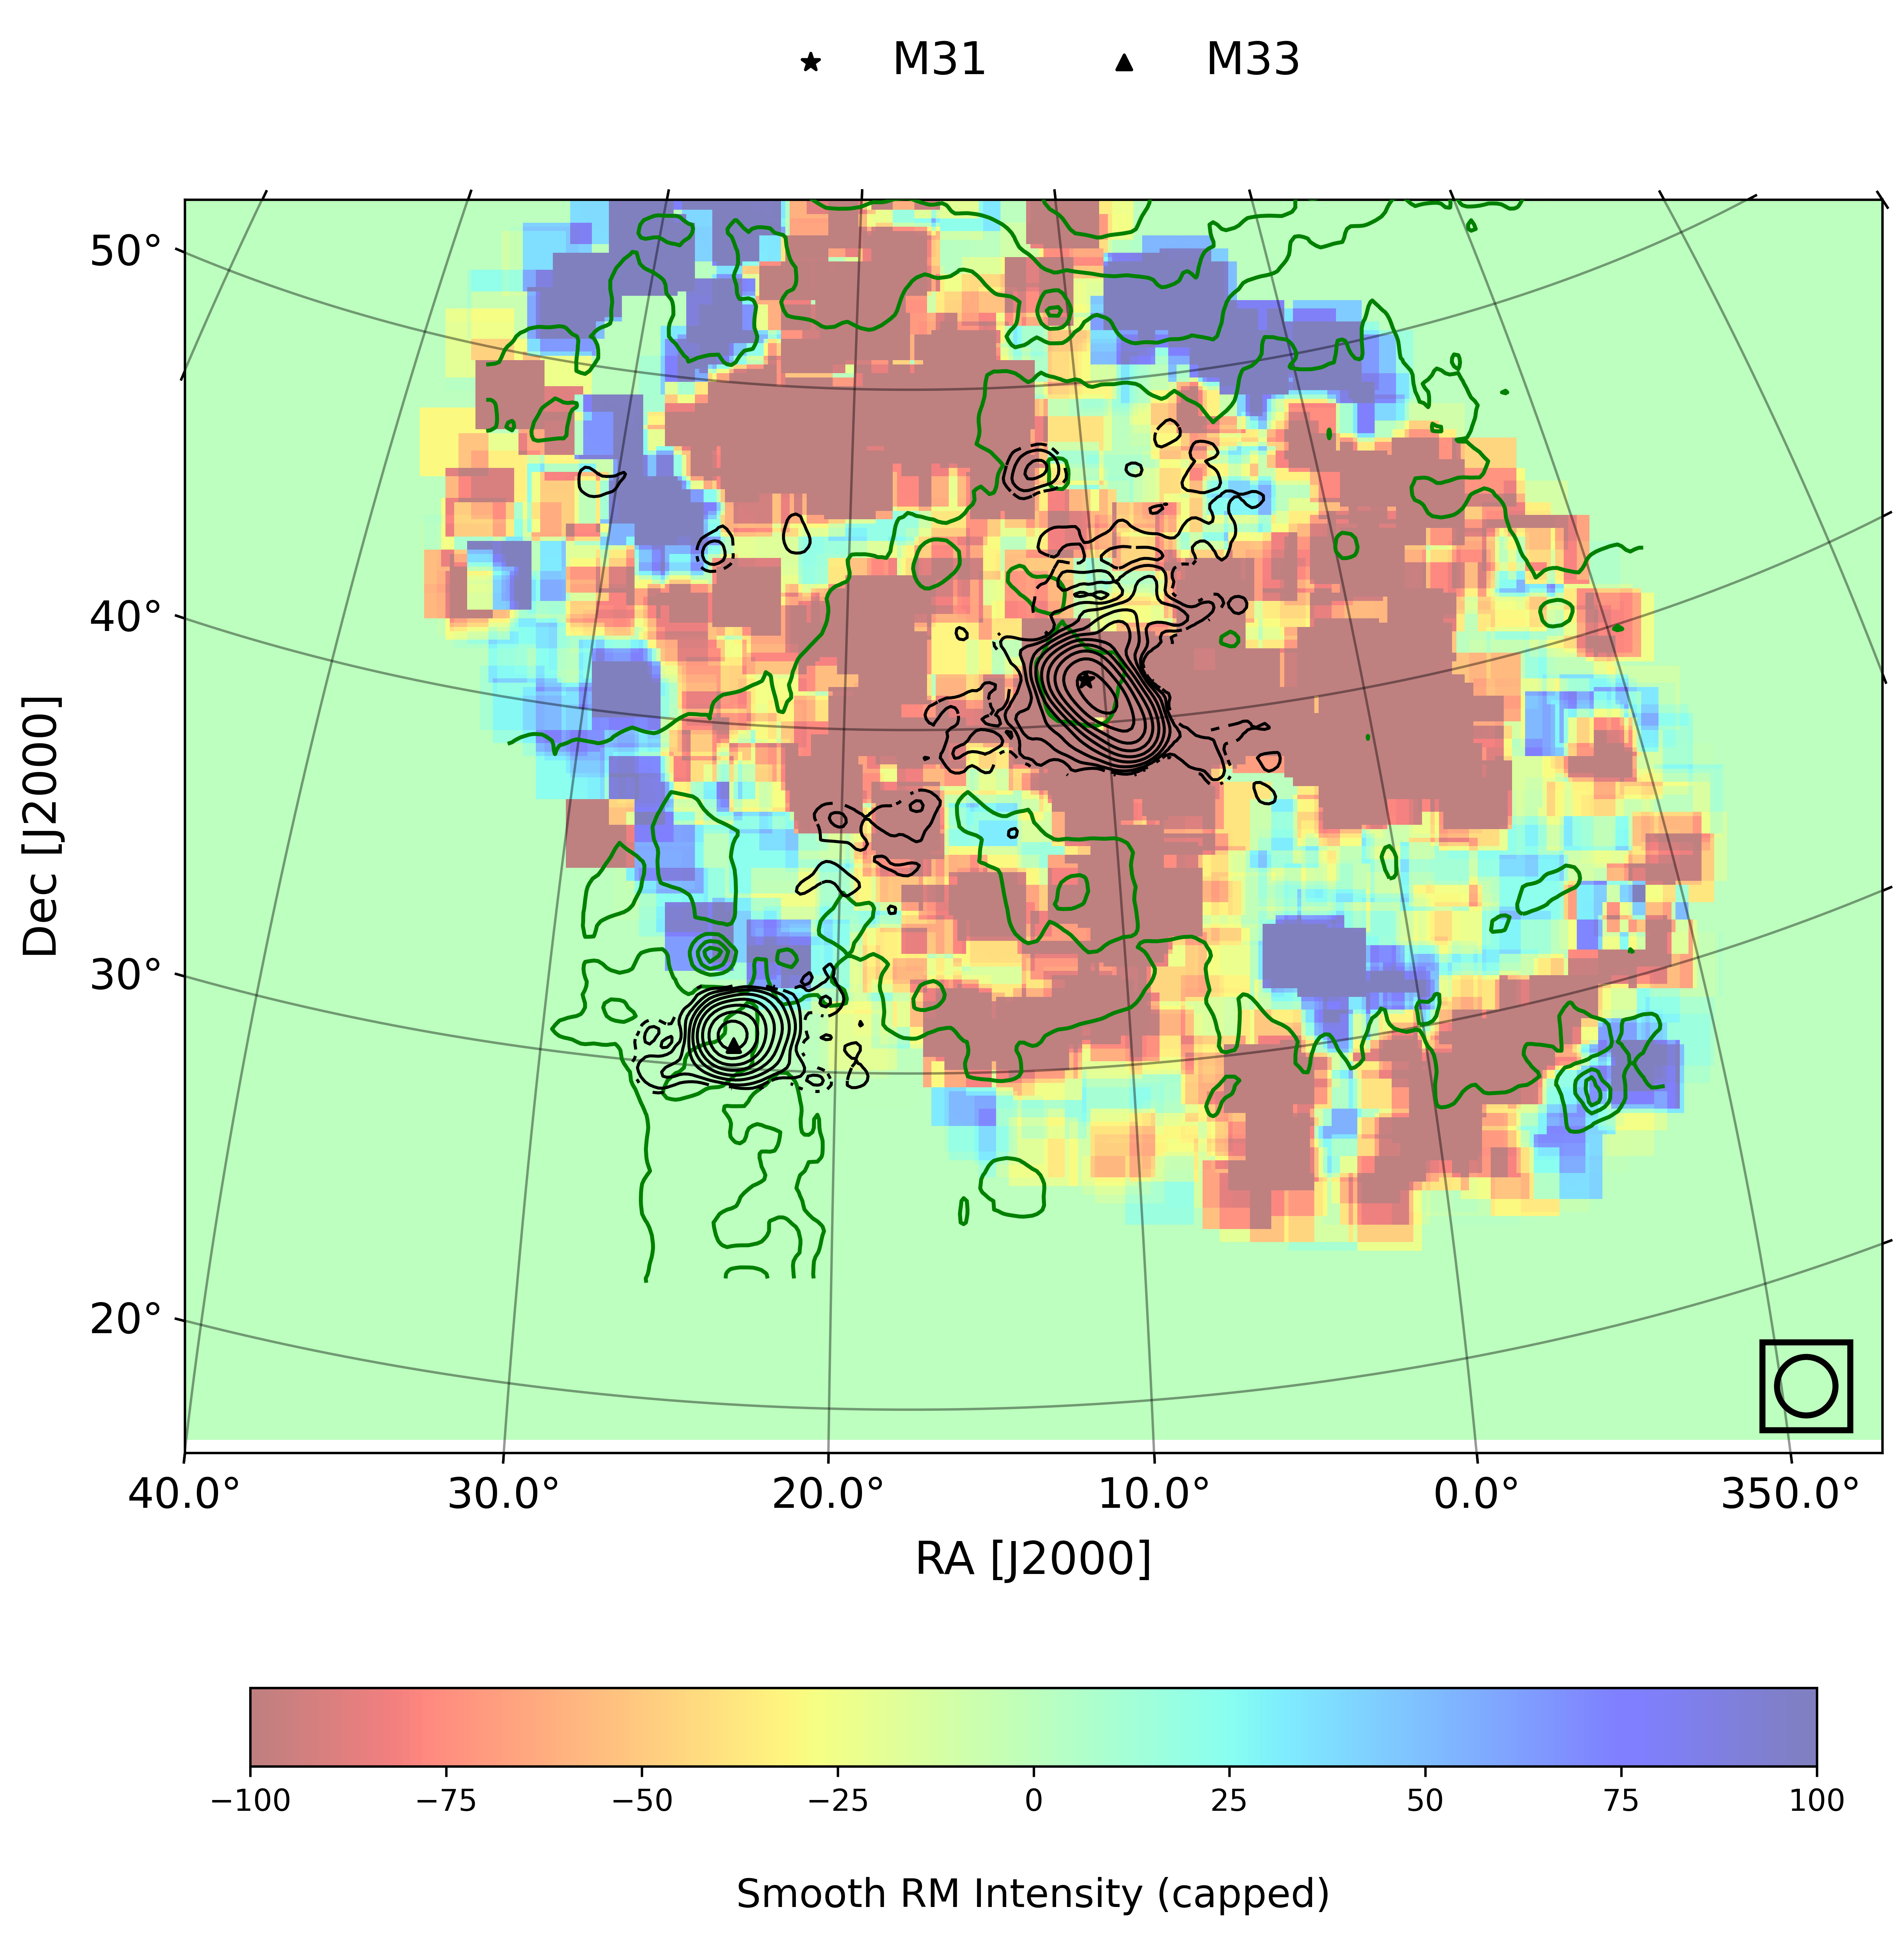 M31 M33
50°
40°
30°
20°
Dec [J2000]
40.0° 30.0° 20.0° 10.0° 0.0° 350.0°
RA [J2000]
−100 −75 −50 −25 0 25 50 75 100
Smooth RM Intensity (capped)